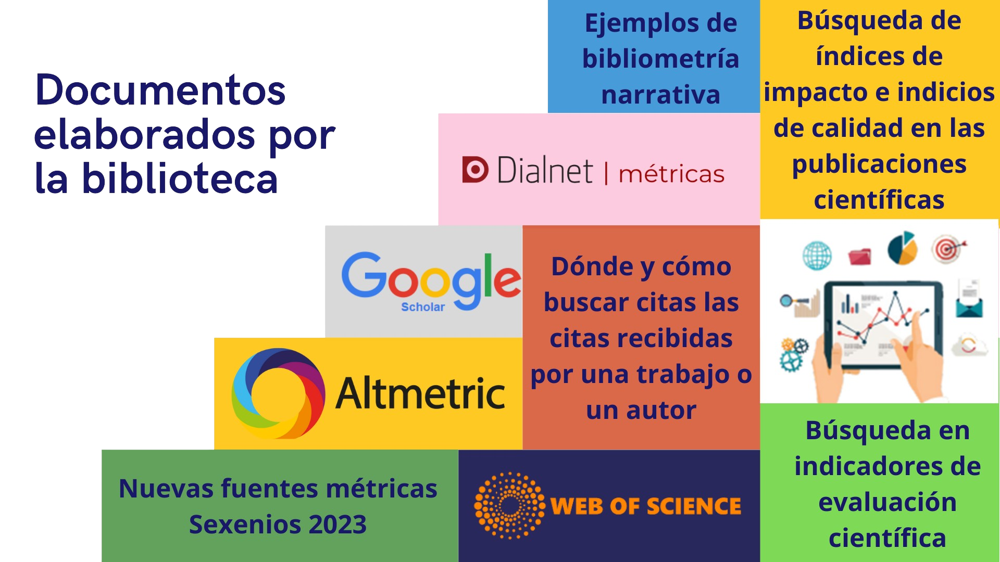 Documentos
elaborados por
la biblioteca
Ejemplos de
bibliometría
narrativa
Búsqueda de
índices de
impacto e indicios
de calidad en las
publicaciones
científicas
Dialnet | métricas
Google
Scholar
Dónde y cómo
buscar citas las
citas recibidas
por una trabajo o
un autor
Altmetric
Nuevas fuentes métricas
Sexenios 2023
WEB OF SCIENCE
Búsqueda en
indicadores de
evaluación
científica